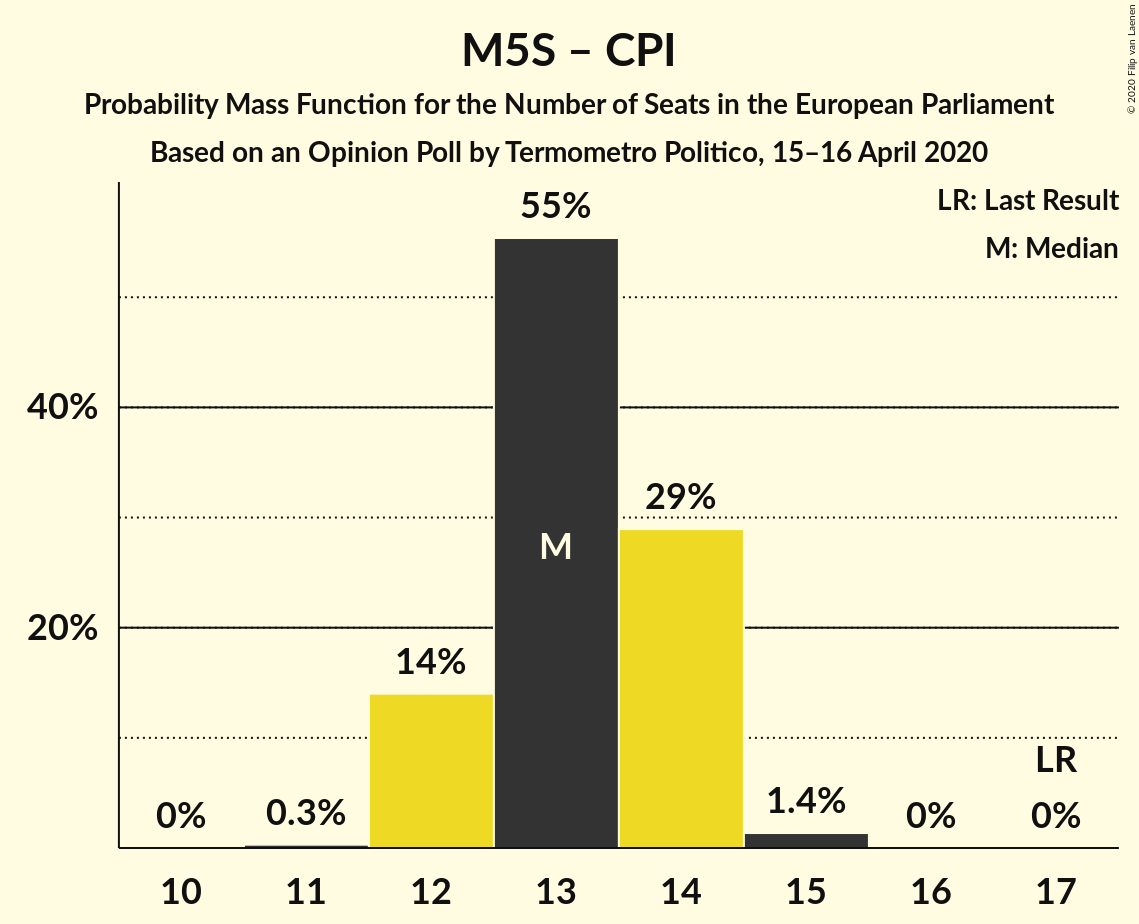 M5S – CPI
Probability Mass Function for the Number of Seats in the European Parliament
Based on an Opinion Poll by Termometro Politico, 15–16 April 2020
© 2020 Filip van Laenen
LR: Last Result
M: Median
55%
40%
29%
M
20%
14%
LR
0%
0.3%
1.4%
0%
0%
10
11
12
13
14
15
16
17